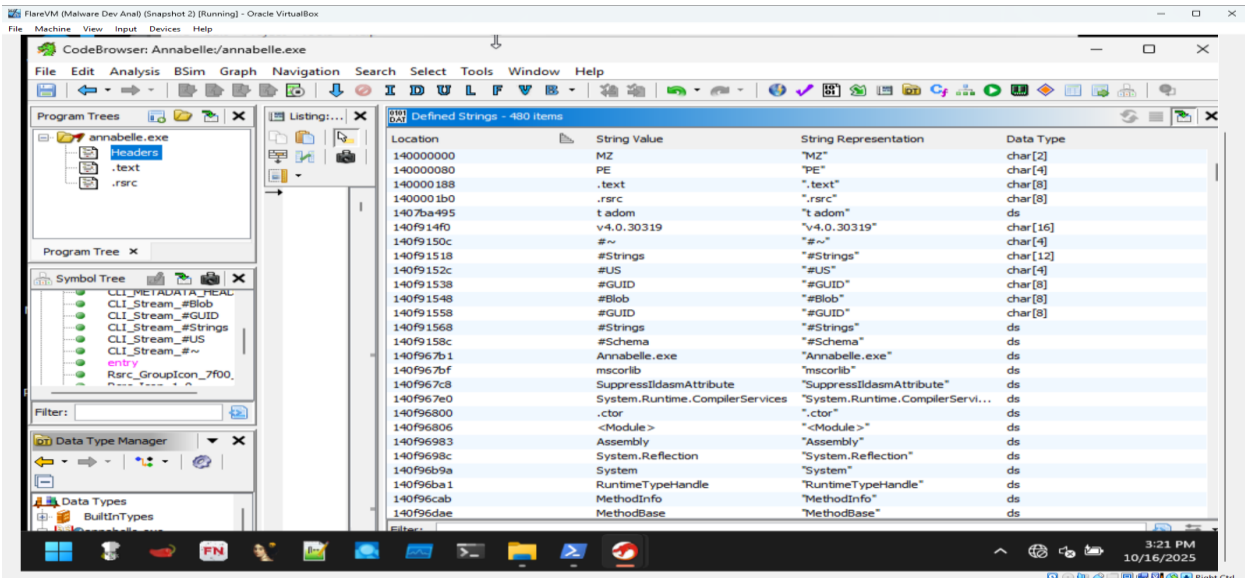 FlareVM (Malware Dev Anal) (Snapshot 2) [Running] - Oracle VirtualBox
File Machine View Input Devices Help
CodeBrowser: Annabelle:/annabelle.exe
File Edit Analysis BSim Graph Navigation Search Select Tools Window Help
I D U L F V B
Program Trees
annabelle.exe
Headers
.text
.rsrc
Program Tree
Symbol Tree
CLI_METADATA_HEAD
CLI_Stream_#Blob
CLI_Stream_#GUID
CLI_Stream_#Strings
CLI_Stream_#US
CLI_Stream_#~
entry
Rsrc_GroupIcon_7f00_
Filter:
Data Type Manager
Data Types
BuiltInTypes
Listing:...
Defined Strings - 480 items
Location String Value String Representation Data Type
140000000 MZ "MZ" char[2]
140000080 PE "PE" char[4]
140000188 .text ".text" char[8]
1400001b0 .rsrc ".rsrc" char[8]
1407ba495 t adom "t adom" ds
140f914f0 v4.0.30319 "v4.0.30319" char[16]
140f9150c #~ "#~" char[4]
140f91518 #Strings "#Strings" char[12]
140f9152c #US "#US" char[4]
140f91538 #GUID "#GUID" char[8]
140f91548 #Blob "#Blob" char[8]
140f91558 #GUID "#GUID" char[8]
140f91568 #Strings "#Strings" ds
140f9158c #Schema "#Schema" ds
140f967b1 Annabelle.exe "Annabelle.exe" ds
140f967bf mscorlib "mscorlib" ds
140f967c8 SuppressIldasmAttribute "SuppressIldasmAttribute" ds
140f967e0 System.Runtime.CompilerServices "System.Runtime.CompilerServi... ds
140f96800 .ctor ".ctor" ds
140f96806 <Module> "<Module>" ds
140f96983 Assembly "Assembly" ds
140f9698c System.Reflection "System.Reflection" ds
140f96b9a System "System" ds
140f96ba1 RuntimeTypeHandle "RuntimeTypeHandle" ds
140f96cab MethodInfo "MethodInfo" ds
140f96dae MethodBase "MethodBase" ds
Filter:
FN
3:21 PM
10/16/2025
Right Ctrl